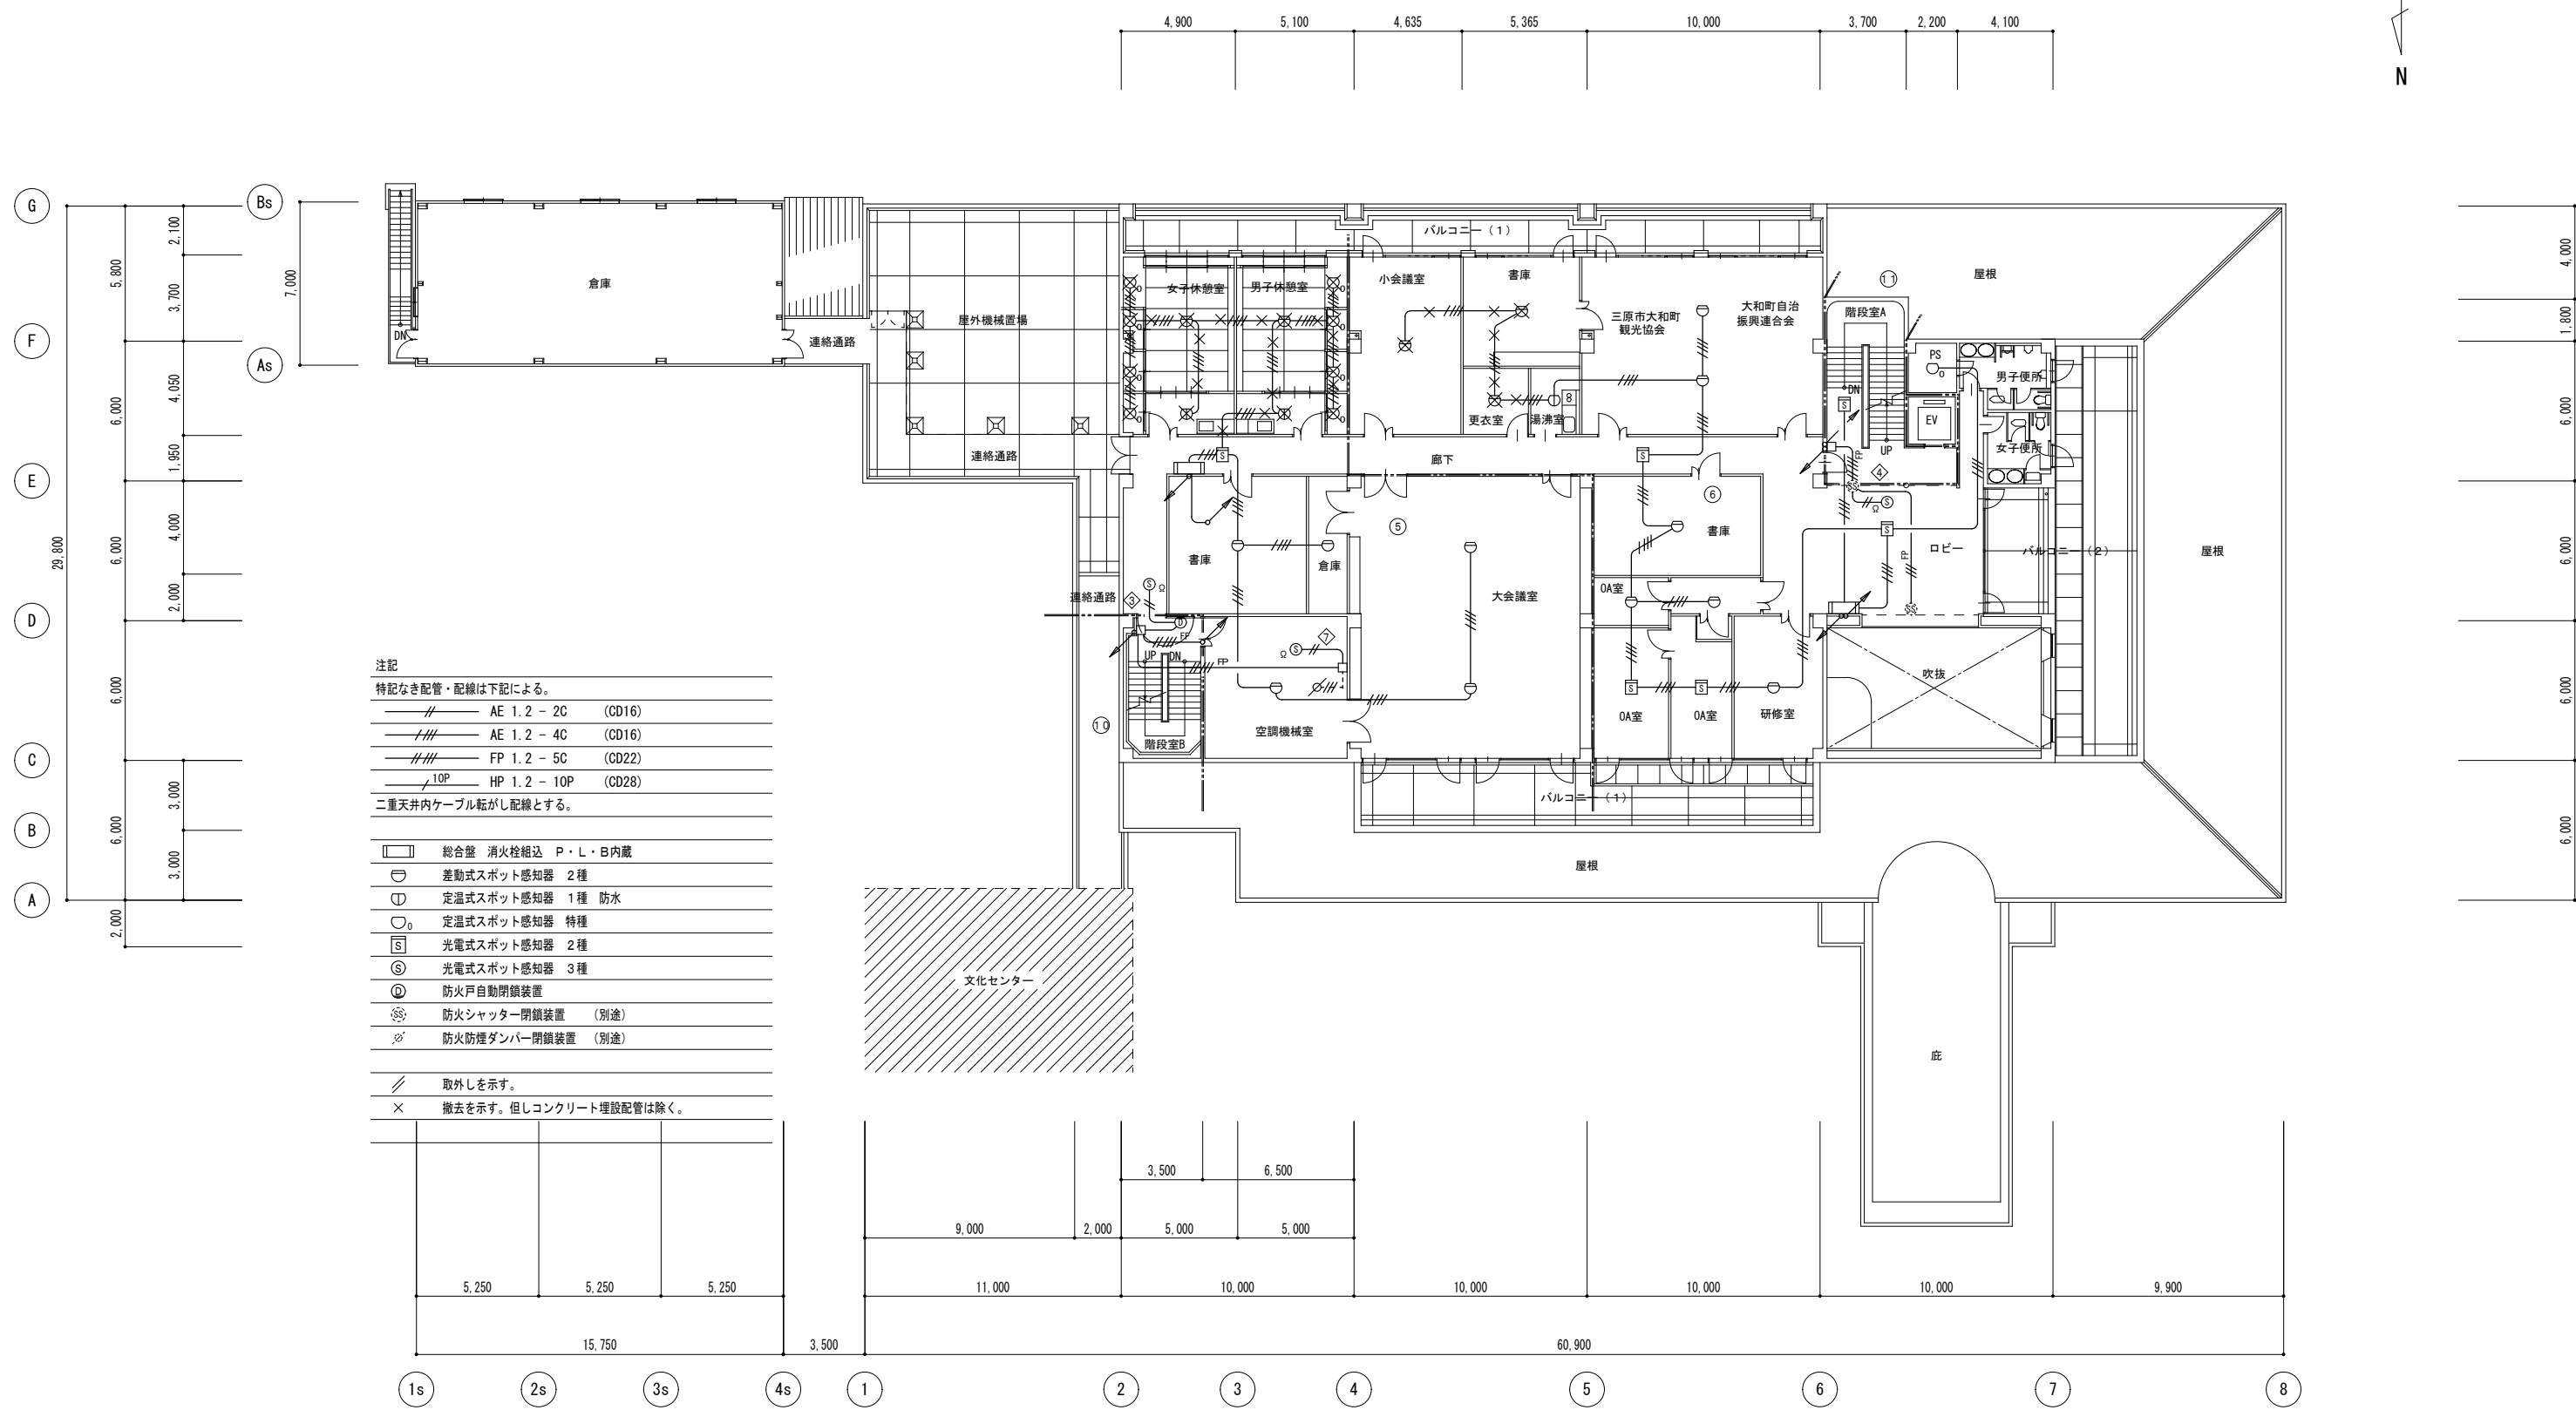 4,900
5,100
4,635
5,365
10,000
3,700
2,200
4,100
N
G
F
E
D
C
B
A
Bs
As
29,800
5,800
6,000
6,000
6,000
6,000
2,000
2,100
3,700
4,050
1,950
4,000
2,000
3,000
3,000
7,000
4,000
1,800
6,000
6,000
6,000
6,000
倉庫
DN
連絡通路
屋外機械置場
連絡通路
連絡通路
バルコニー（1）
女子休憩室
男子休憩室
小会議室
書庫
三原市大和町
観光協会
大和町自治
振興連合会
更衣室
湯沸室
8
廊下
階段室A
DN
UP
PS
EV
男子便所
女子便所
屋根
11
4
FP
FP
書庫
倉庫
5
大会議室
6
書庫
OA室
OA室
OA室
研修室
ロビー
バルコニー（2）
屋根
吹抜
3
FP
FP
UP
DN
階段室B
10
7
空調機械室
バルコニー（1）
屋根
庇
文化センター
注記
特記なき配管・配線は下記による。
AE 1.2 － 2C （CD16）
AE 1.2 － 4C （CD16）
FP 1.2 － 5C （CD22）
10P HP 1.2 － 10P （CD28）
二重天井内ケーブル転がし配線とする。
総合盤 消火栓組込 P・L・B内蔵
差動式スポット感知器 2種
定温式スポット感知器 1種 防水
定温式スポット感知器 特種
S 光電式スポット感知器 2種
S 光電式スポット感知器 3種
D 防火戸自動閉鎖装置
SS 防火シャッター閉鎖装置 （別途）
防火防煙ダンパー閉鎖装置 （別途）
取外しを示す。
撤去を示す。但しコンクリート埋設配管は除く。
3,500
6,500
9,000
2,000
5,000
5,000
5,250
5,250
5,250
11,000
10,000
10,000
10,000
10,000
9,900
15,750
3,500
60,900
1s
2s
3s
4s
1
2
3
4
5
6
7
8